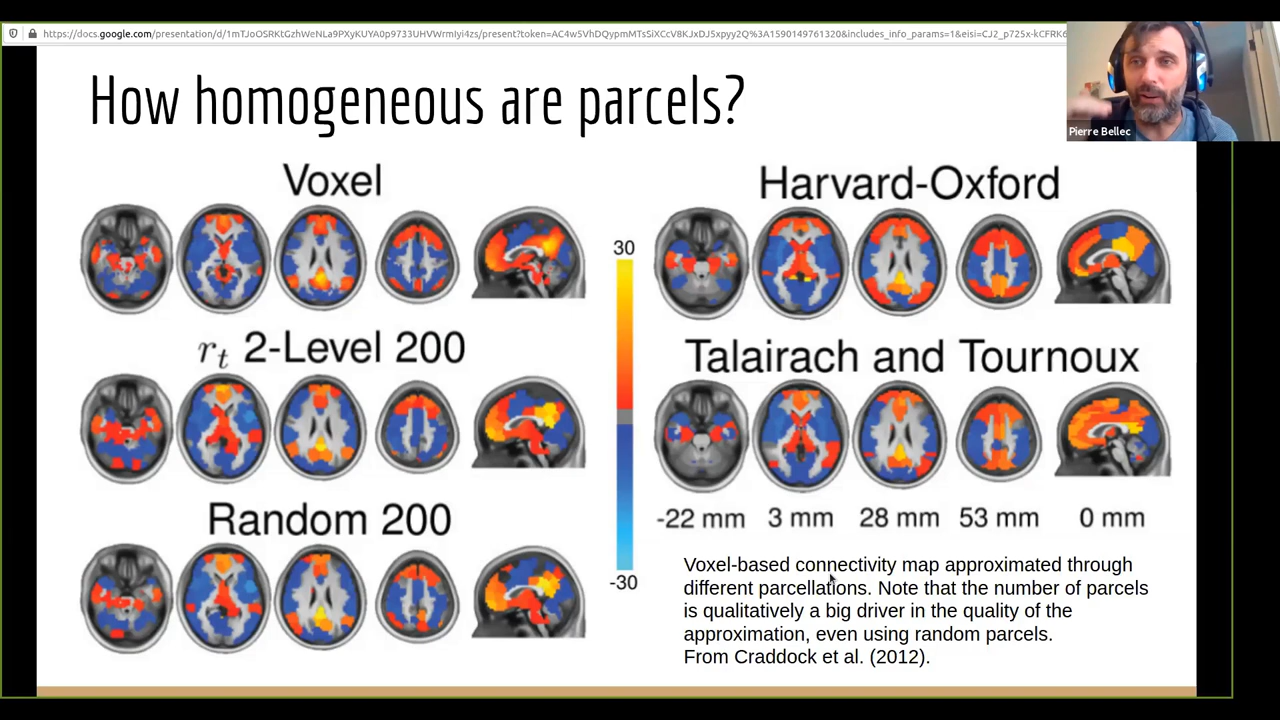 https://docs.google.com/presentation/d/1mTJoOSRKtGzhWeNLa9PXyKUYA0p9733UHVWrmIyi4zs/present?token=AC4w5VhDQypmMTsSiXCcV8KJxDJ5xpyy2Q%3A1590149761320&includes_info_params=1&eisi=CJ2_p725x-kCFRK6
Pierre Bellec
How homogeneous are parcels?
Voxel
rt 2-Level 200
Random 200
30
-30
Harvard-Oxford
Talairach and Tournoux
-22 mm 3 mm 28 mm 53 mm 0 mm
Voxel-based connectivity map approximated through
different parcellations. Note that the number of parcels
is qualitatively a big driver in the quality of the
approximation, even using random parcels.
From Craddock et al. (2012).